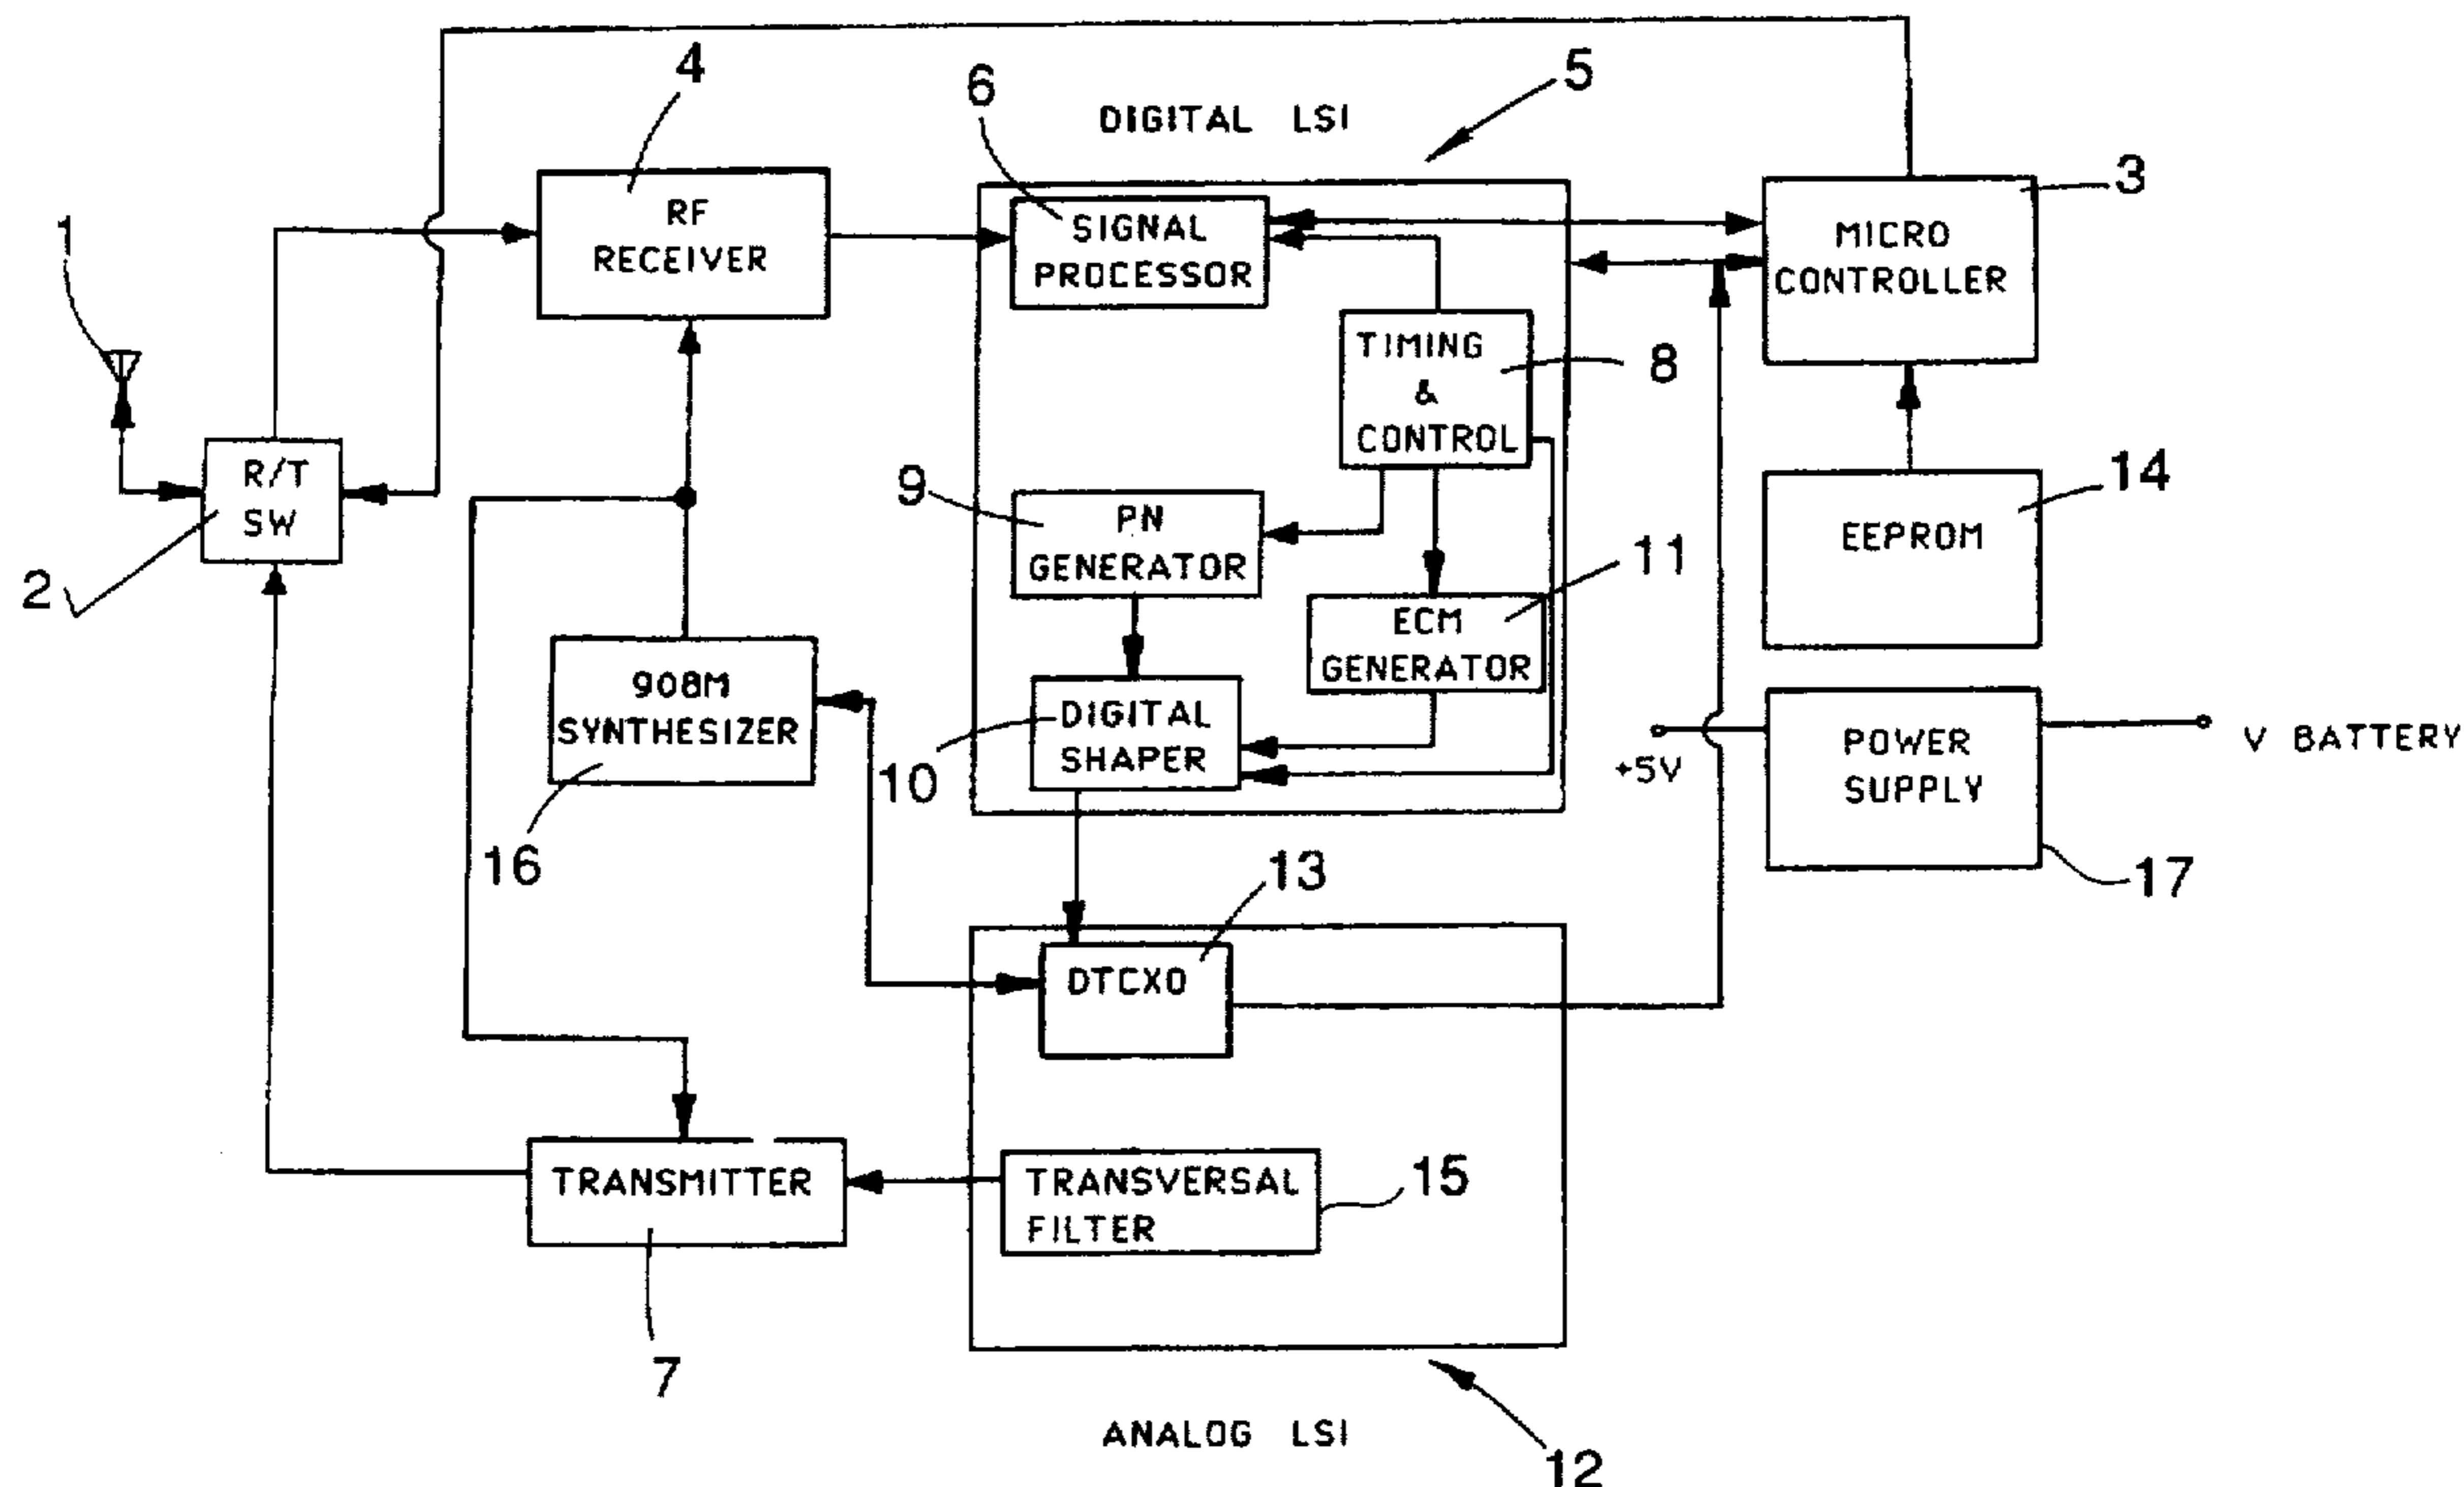 4
6
DIGITAL LSI
5
3
1
RF
RECEIVER
SIGNAL
PROCESSOR
MICRO
CONTROLLER
TIMING
&
CONTROL
8
R/T
SW
2
9
PN
GENERATOR
14
EEPROM
11
ECM
GENERATOR
908M
SYNTHESIZER
16
10
DIGITAL
SHAPER
+5V
POWER
SUPPLY
V BATTERY
17
13
DTCXO
TRANSMITTER
7
TRANSVERSAL
FILTER
15
ANALOG LSI
12